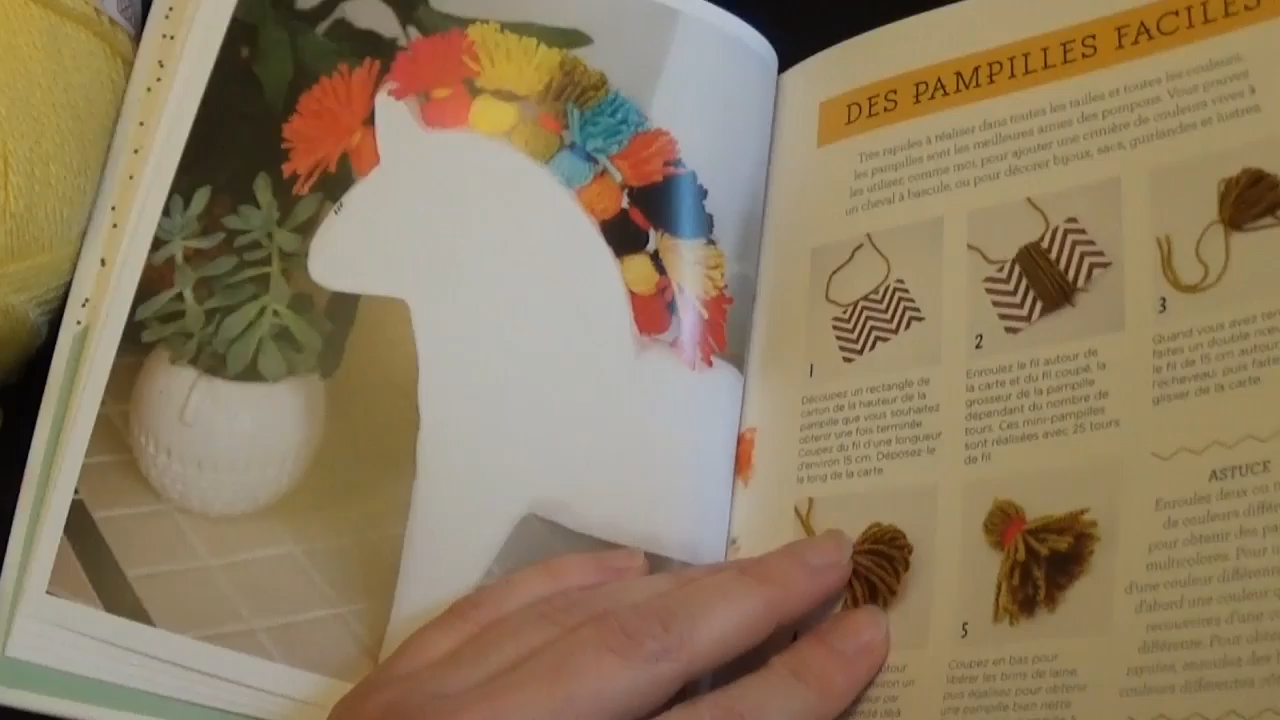 DES PAMPILLES FACILES
Très rapides à réaliser dans toutes les tailles et toutes les couleurs,
les pampilles sont les meilleures amies des pompons. Vous pouvez
les utiliser, comme moi, pour ajouter une crinière de couleurs vives à
un cheval à bascule, ou pour décorer bijoux, sacs, guirlandes et lustres.
1
Découpez un rectangle de
carton de la hauteur de la
pampille que vous souhaitez
obtenir une fois terminée.
Coupez du fil d'une longueur
d'environ 15 cm. Déposez-le
le long de la carte.
2
Enroulez le fil autour de
la carte et du fil coupé, la
grosseur de la pampille
dépendant du nombre de
tours. Ces mini-pampilles
sont réalisées avec 25 tours
de fil.
3
Quand vous avez
faites un double
le fil de 15 cm autour
l'écheveau, puis faites
glisser de la carte.
5
Coupez en bas pour
libérer les brins de laine,
puis égalisez pour obtenir
une pampille bien nette
ASTUCE
Enroulez deux ou
de couleurs
pour obtenir des
multicolores. Pour
d'une couleur
d'abord une couleur
recouvrez d'une
différente. Pour
enroulez des
couleurs différentes